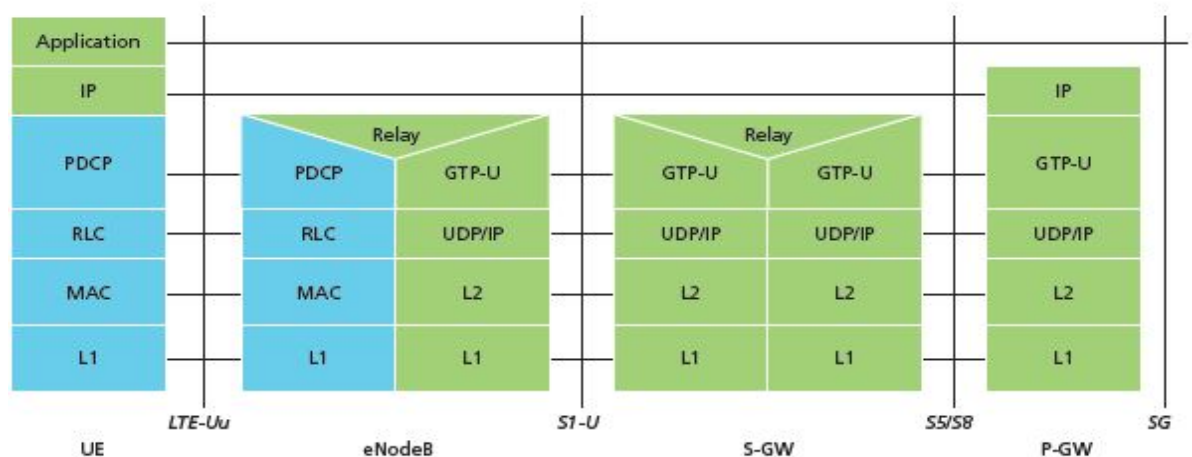 Application
IP IP
Relay Relay
PDCP PDCP GTP-U GTP-U GTP-U GTP-U
RLC RLC UDP/IP UDP/IP UDP/IP UDP/IP
MAC MAC L2 L2 L2 L2
L1 L1 L1 L1 L1 L1
LTE-Uu S1-U S5/S8 SG
UE eNodeB S-GW P-GW